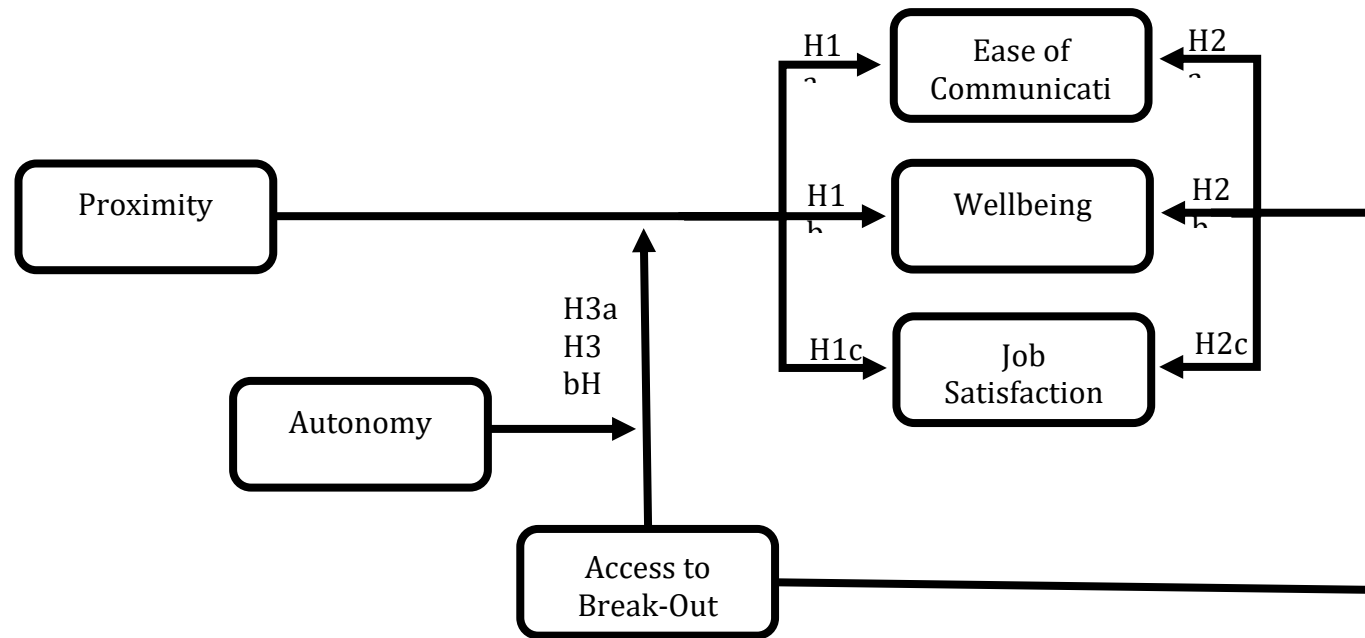 H1
Ease of
Communicati
H2
Proximity
H1
Wellbeing
H2
H3a
H3
bH
H1c
Job
Satisfaction
H2c
Autonomy
Access to
Break-Out